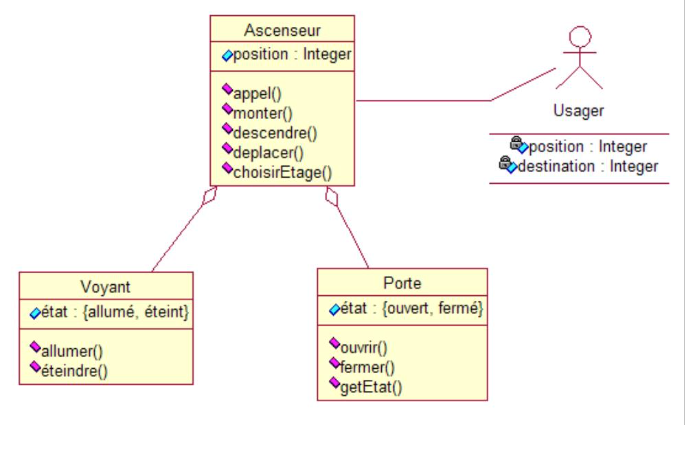 Ascenseur
position : Integer
appel()
monter()
descendre()
deplacer()
choisirEtage()
Usager
position : Integer
destination : Integer
Voyant
état : {allumé, éteint}
allumer()
éteindre()
Porte
état : {ouvert, fermé}
ouvrir()
fermer()
getEtat()